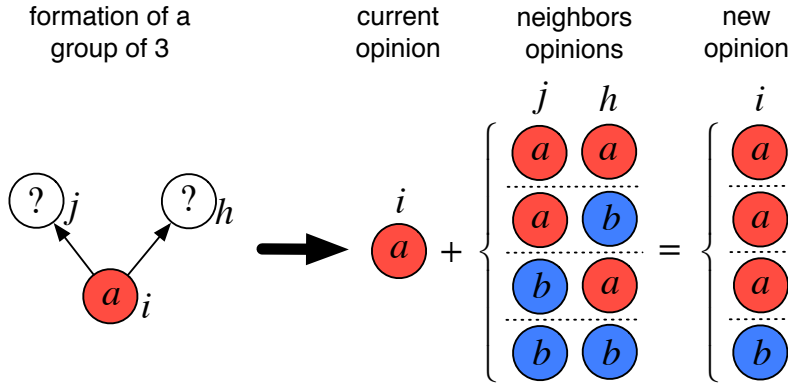 formation of a group of 3
current opinion
neighbors opinions
new opinion
j h
i
i
a a a
? j ? h
a b a
a + =
a i
b a a
b b b